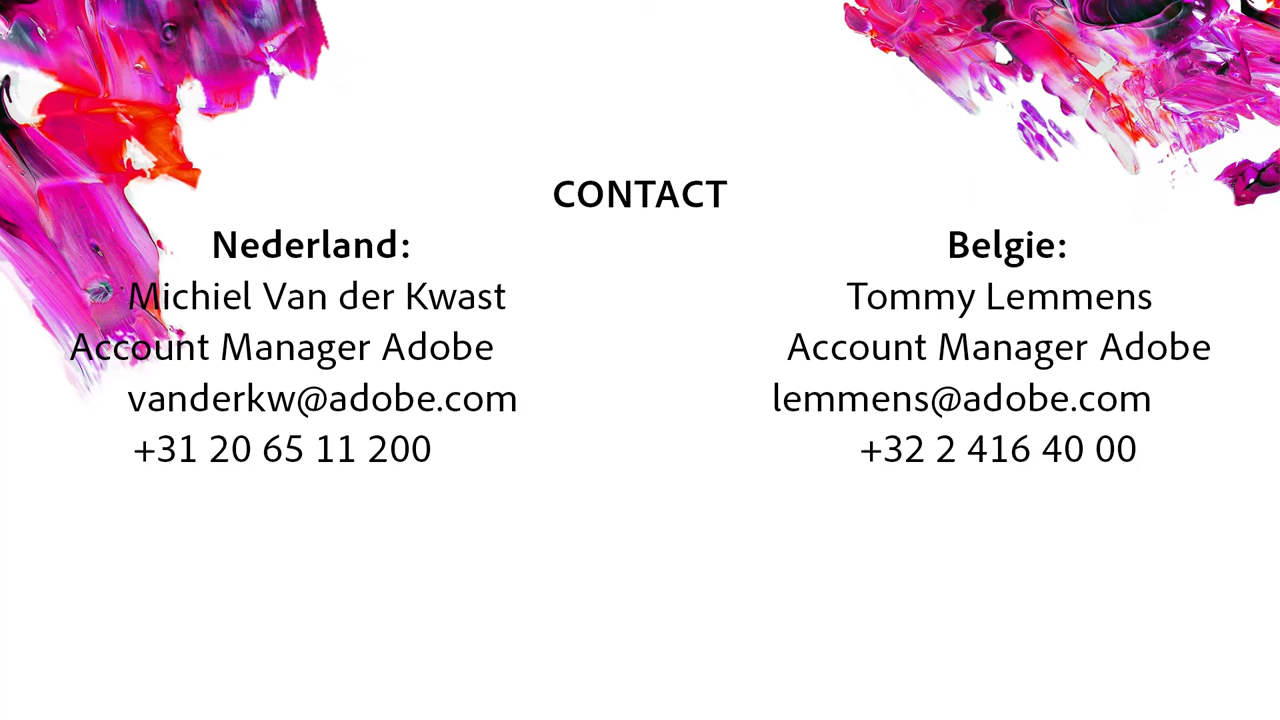 CONTACT
Nederland:
Michiel Van der Kwast
Account Manager Adobe
vanderkw@adobe.com
+31 20 65 11 200
Belgie:
Tommy Lemmens
Account Manager Adobe
lemmens@adobe.com
+32 2 416 40 00